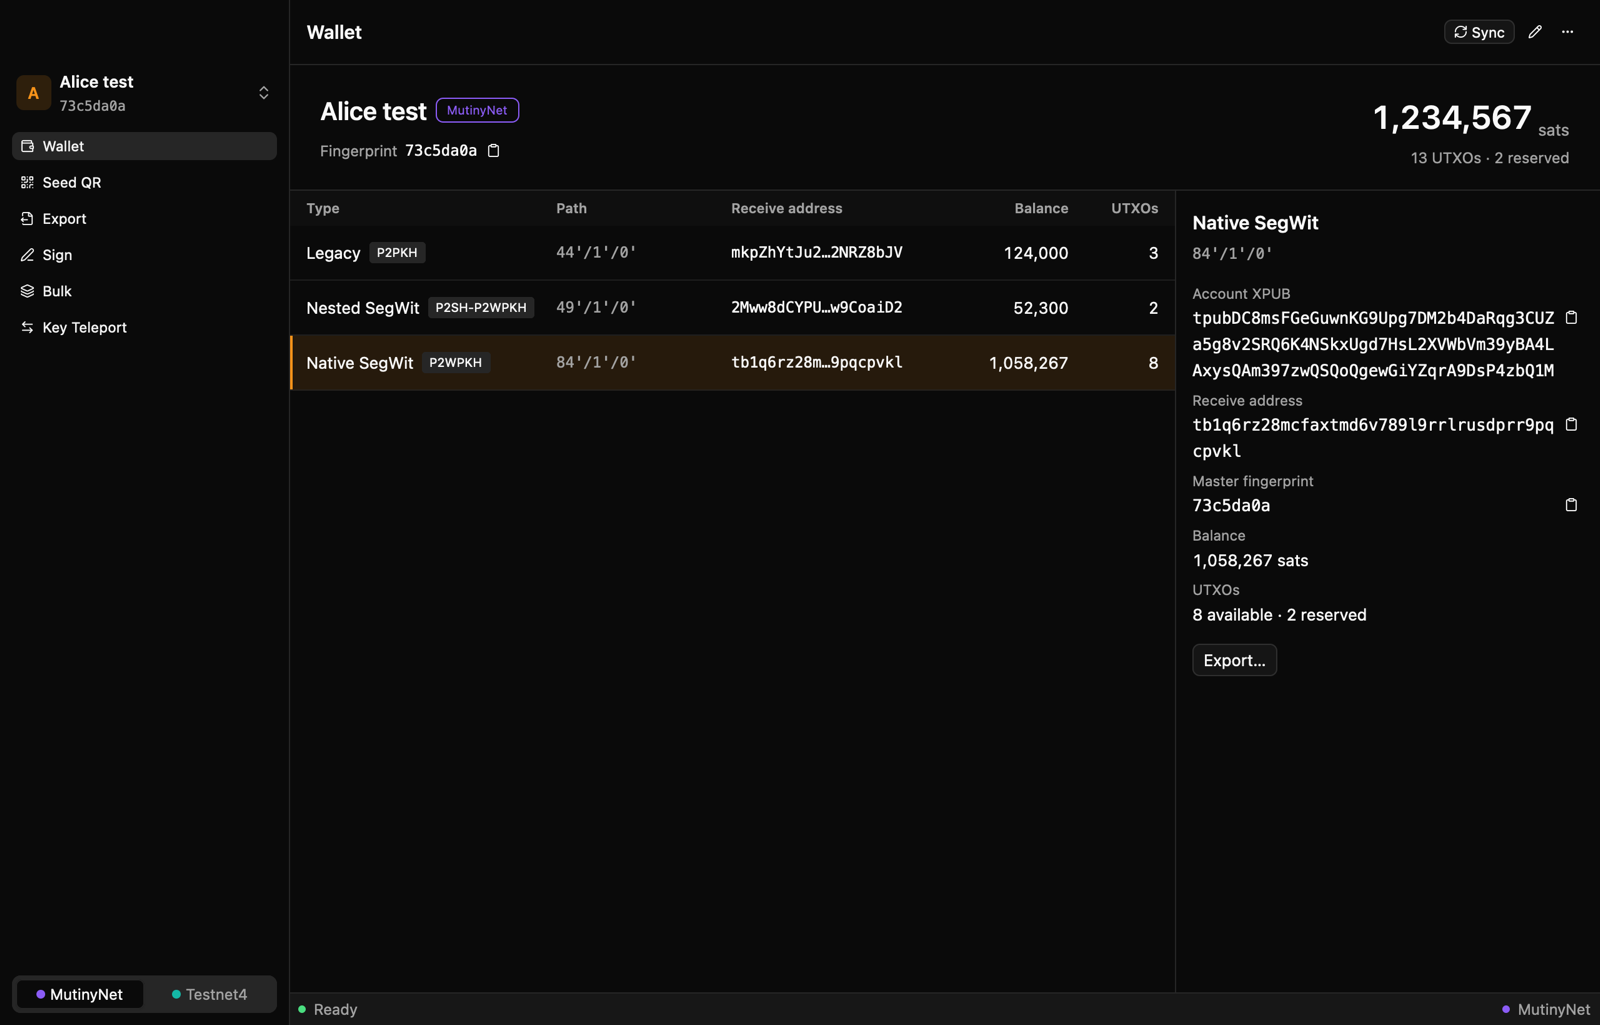 Wallet
Sync
A
Alice test
73c5da0a
Wallet
Seed QR
Export
Sign
Bulk
Key Teleport
MutinyNet
Testnet4
Alice test MutinyNet
Fingerprint 73c5da0a
1,234,567 sats
13 UTXOs · 2 reserved
Type Path Receive address Balance UTXOs
Legacy P2PKH 44'/1'/0' mkpZhYtJu2…2NRZ8bJV 124,000 3
Nested SegWit P2SH-P2WPKH 49'/1'/0' 2Mww8dCYPU…w9CoaiD2 52,300 2
Native SegWit P2WPKH 84'/1'/0' tb1q6rz28m…9pqcpvkl 1,058,267 8
Native SegWit
84'/1'/0'
Account XPUB
tpubDC8msFGeGuwnKG9Upg7DM2b4DaRqg3CUZ
a5g8v2SRQ6K4NSkxUgd7HsL2XVWbVm39yBA4L
AxysQAm397zwQSQoQgewGiYZqrA9DsP4zbQ1M
Receive address
tb1q6rz28mcfaxtmd6v789l9rrlrusdprr9pq
cpvkl
Master fingerprint
73c5da0a
Balance
1,058,267 sats
UTXOs
8 available · 2 reserved
Export…
Ready
MutinyNet